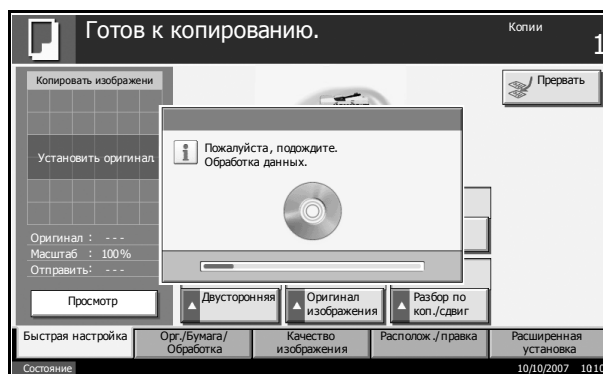 Готов к копированию.
Копии
1
Копировать изображени
Прервать
Установить оригинал
Пожалуйста, подождите.
Обработка данных.
Оригинал : ---
Масштаб : 100%
Отправить: ---
Просмотр
Двусторонняя
Оригинал
изображения
Разбор по
коп./сдвиг
Быстрая настройка
Орг./Бумага/
Обработка
Качество
изображения
Располож./правка
Расширенная
установка
Состояние
10/10/2007 1010